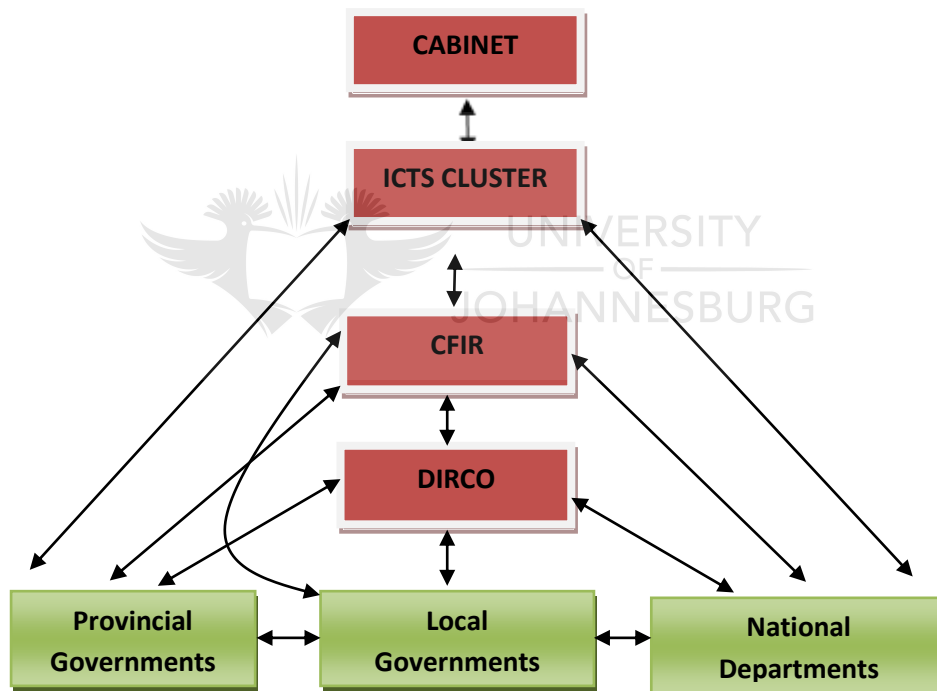 CABINET
ICTS CLUSTER
UNIVERSITY
OF
JOHANNESBURG
CFIR
DIRCO
Provincial
Governments
Local
Governments
National
Departments